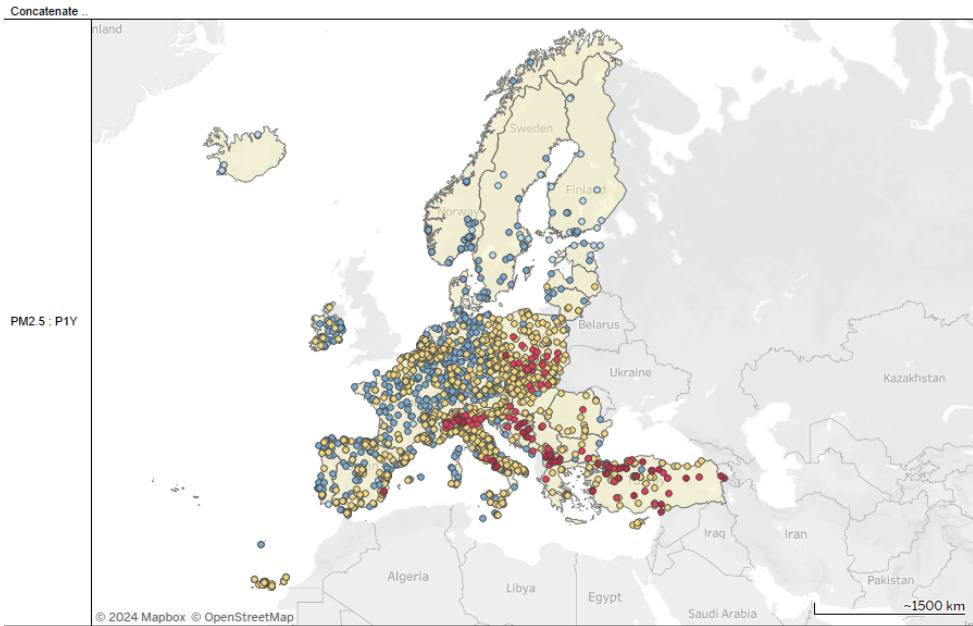 Concatenate ..
nland
Sweden
Finland
Norway
PM2.5 : P1Y
Belarus
Ukraine
Kazakhstan
Iraq
Iran
Algeria
Libya
Egypt
Pakistan
Saudi Arabia
~1500 km
© 2024 Mapbox © OpenStreetMap